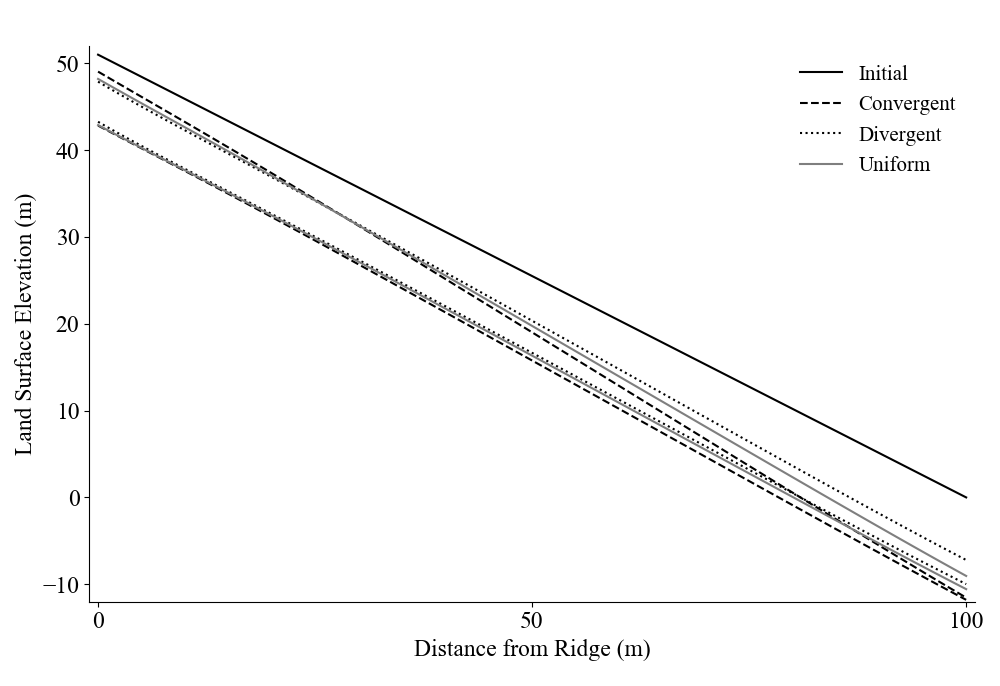 50
40
30
20
10
0
−10
Land Surface Elevation (m)
0
50
100
Distance from Ridge (m)
Initial
Convergent
Divergent
Uniform